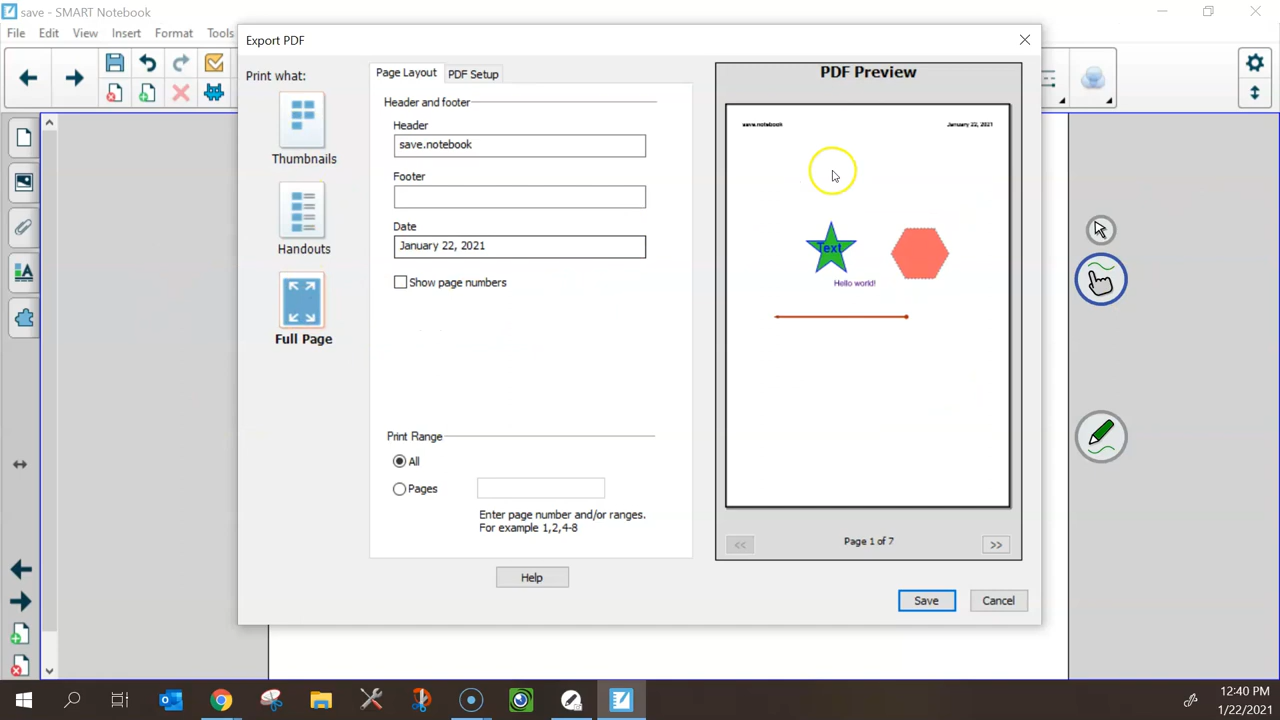 save - SMART Notebook
File Edit View Insert Format Tools
Export PDF
Print what:
Thumbnails
Handouts
Full Page
Page Layout PDF Setup
Header and footer
Header
save.notebook
Footer
Date
January 22, 2021
Show page numbers
Print Range
All
Pages
Enter page number and/or ranges.
For example 1,2,4-8
Help
PDF Preview
save.notebook January 22, 2021
Text
Hello world!
Page 1 of 7
<< >>
Save Cancel
12:40 PM
1/22/2021